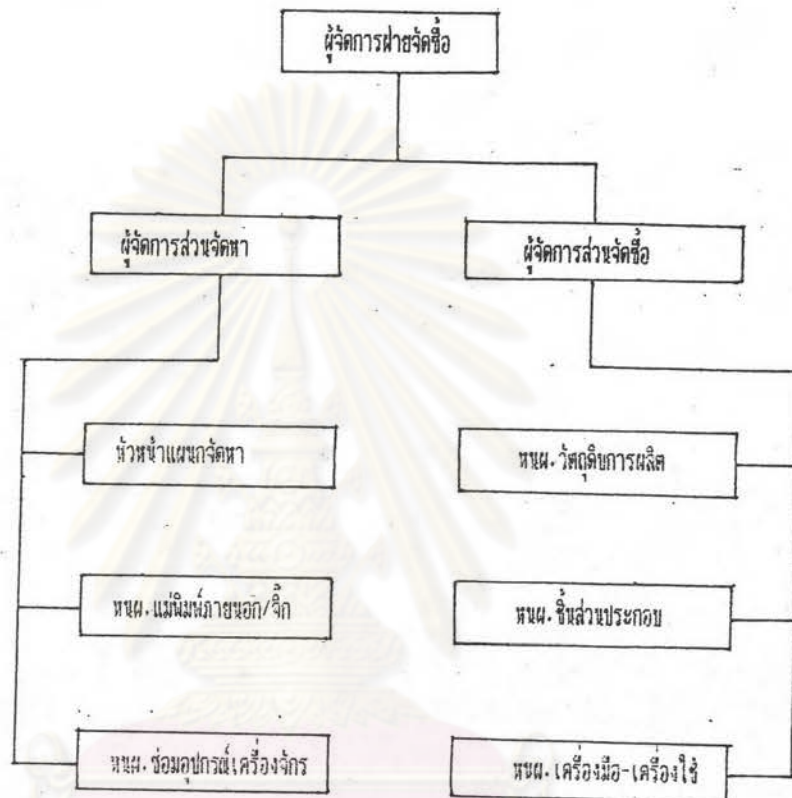 ผู้จัดการฝ่ายจัดซื้อ
ผู้จัดการส่วนจัดหา
ผู้จัดการส่วนจัดซื้อ
หัวหน้าแผนกจัดหา
หนผ.วัตถุดิบการผลิต
หนผ.แม่พิมพ์ภายนอก/จิ๊ก
หนผ.ชิ้นส่วนประกอบ
หนผ.ซ่อมอุปกรณ์เครื่องจักร
หนผ.เครื่องมือ-เครื่องใช้